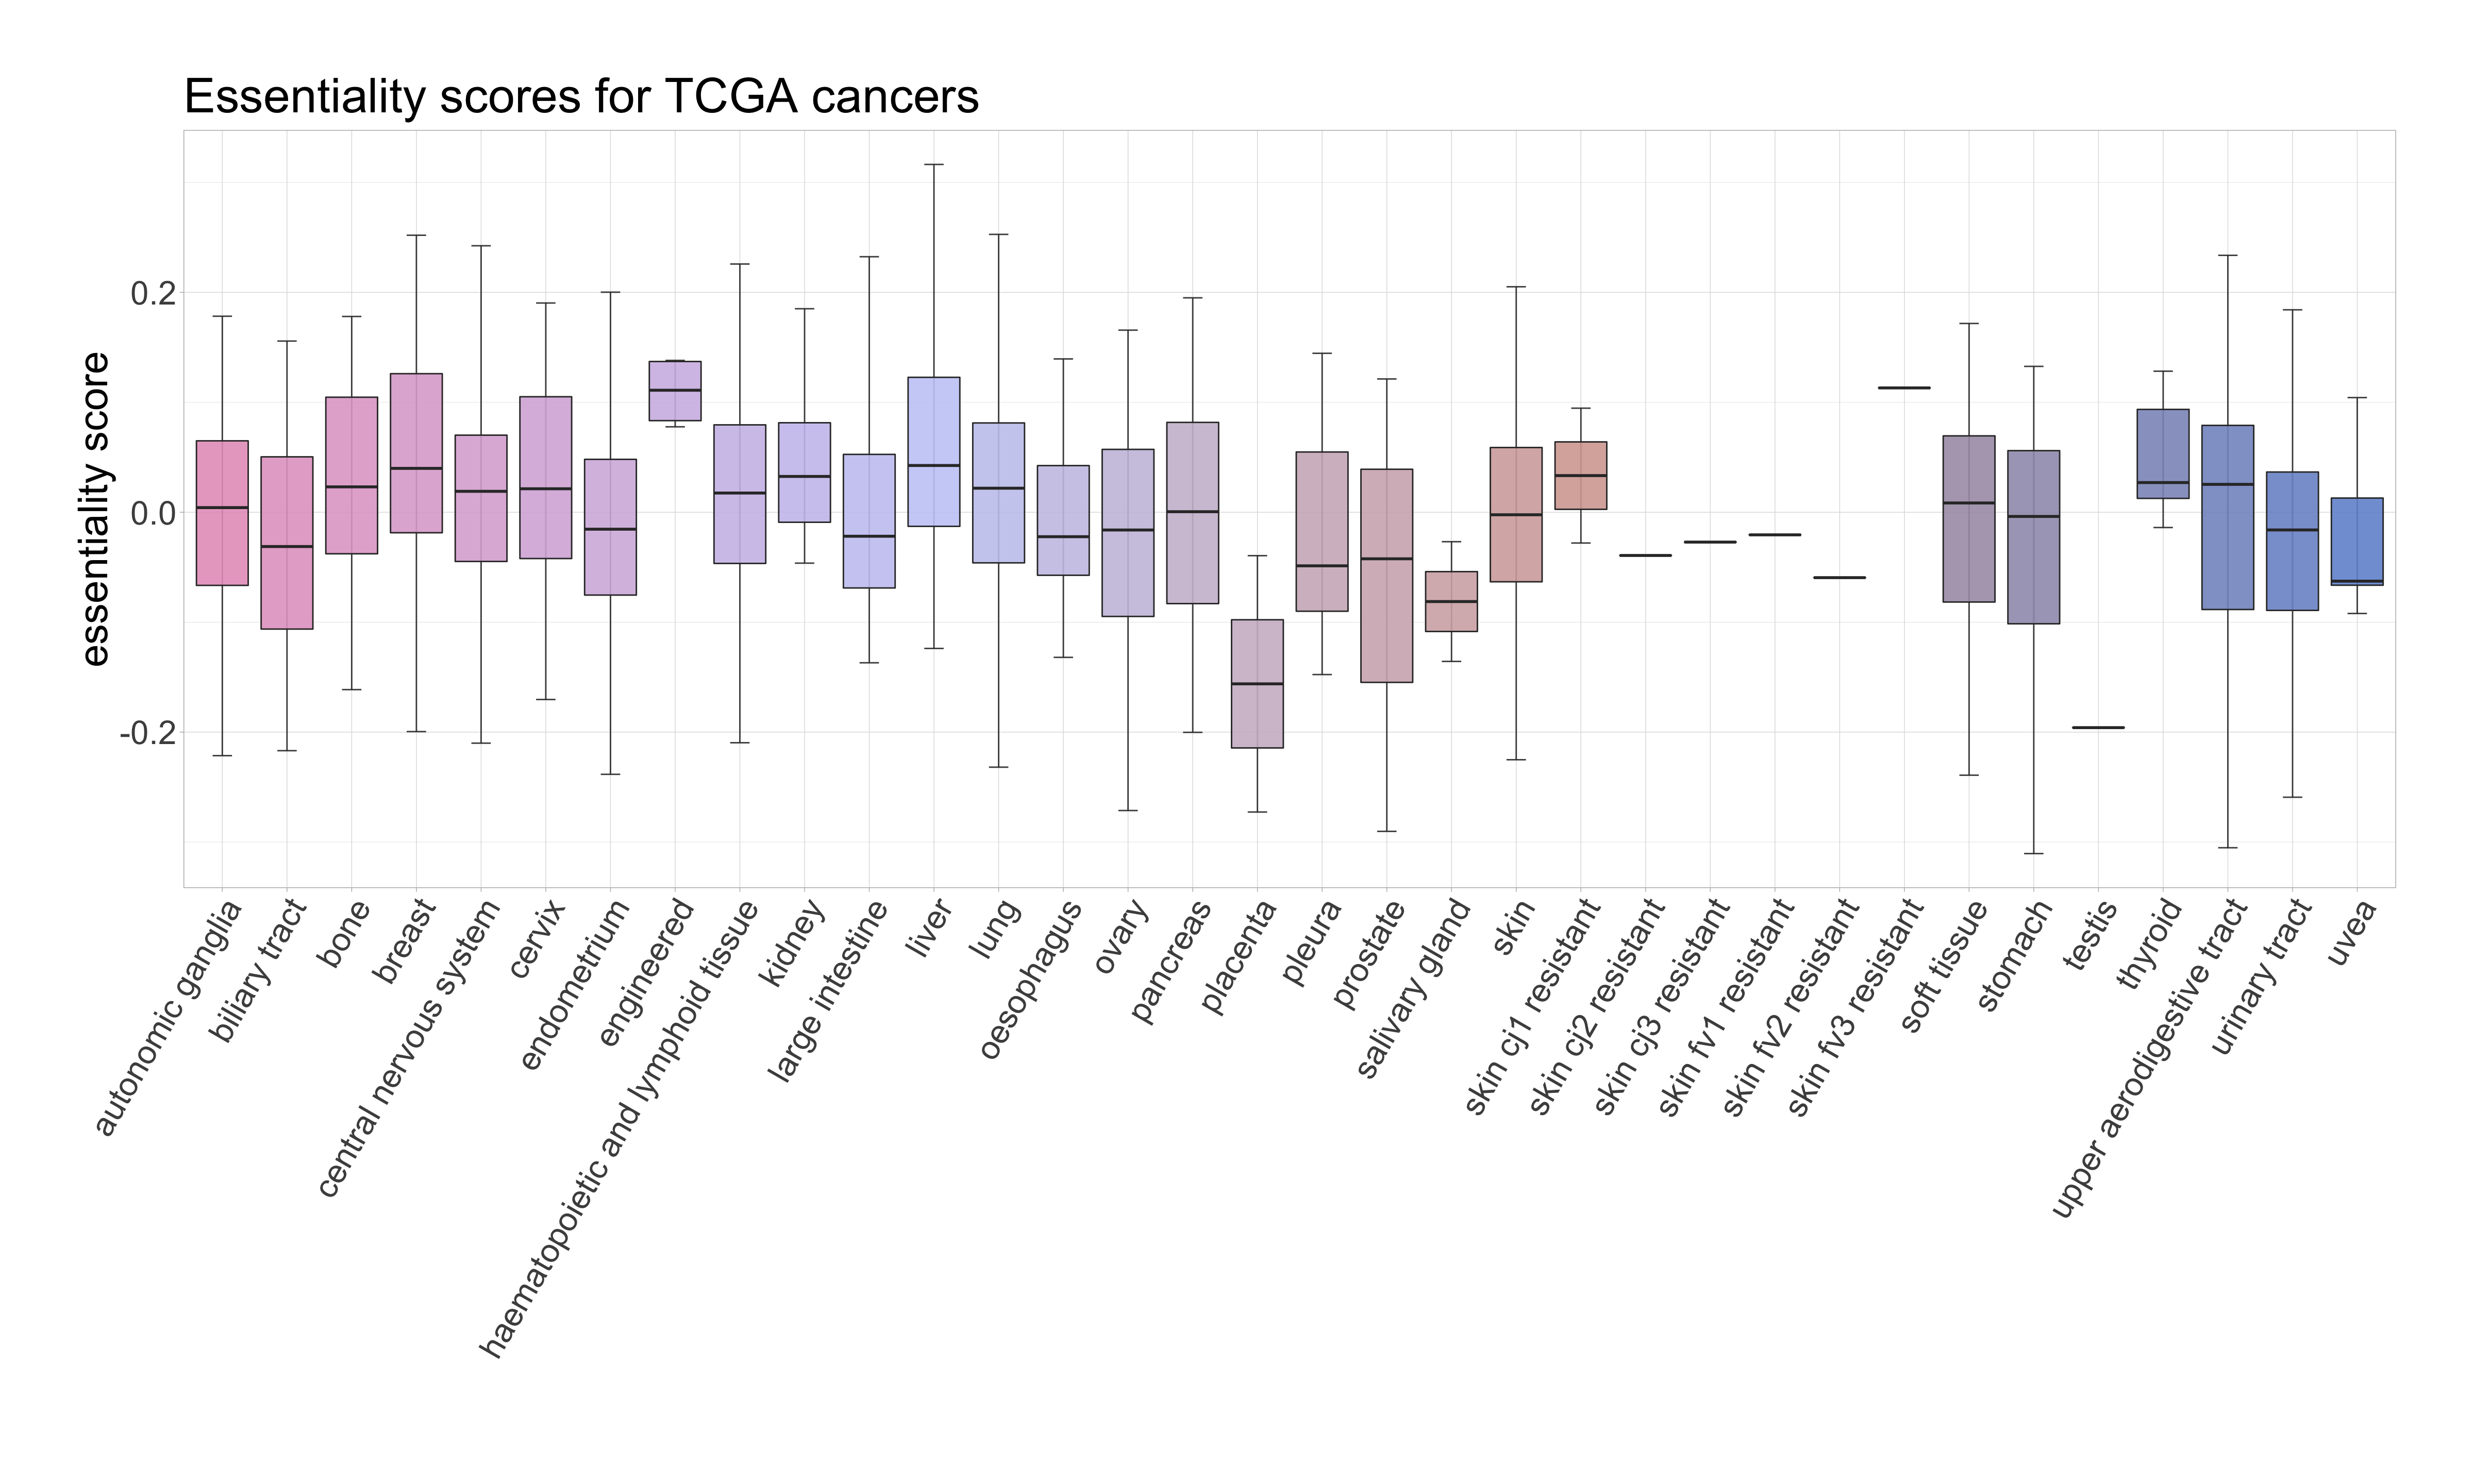 Essentiality scores for TCGA cancers
essentiality score
0.2
0.0
-0.2
autonomic ganglia
biliary tract
bone
breast
central nervous system
cervix
endometrium
engineered
haematopoietic and lymphoid tissue
kidney
large intestine
liver
lung
oesophagus
ovary
pancreas
placenta
pleura
prostate
salivary gland
skin
skin cj1 resistant
skin cj2 resistant
skin cj3 resistant
skin fv1 resistant
skin fv2 resistant
skin fv3 resistant
soft tissue
stomach
testis
thyroid
upper aerodigestive tract
urinary tract
uvea